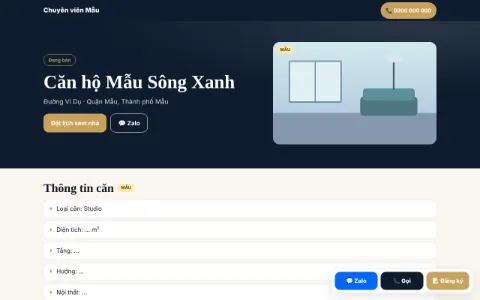 Chuyên viên Mẫu
📞 0900 000 000
Đang bán
Căn hộ Mẫu Sông Xanh
Đường Ví Dụ · Quận Mẫu, Thành phố Mẫu
Đặt lịch xem nhà
💬 Zalo
MẪU
Thông tin căn
MẪU
Loại căn: Studio
Diện tích: ... m²
Tầng: ...
Hướng: ...
Nội thất: ...
💬 Zalo
📞 Gọi
📝 Đăng ký